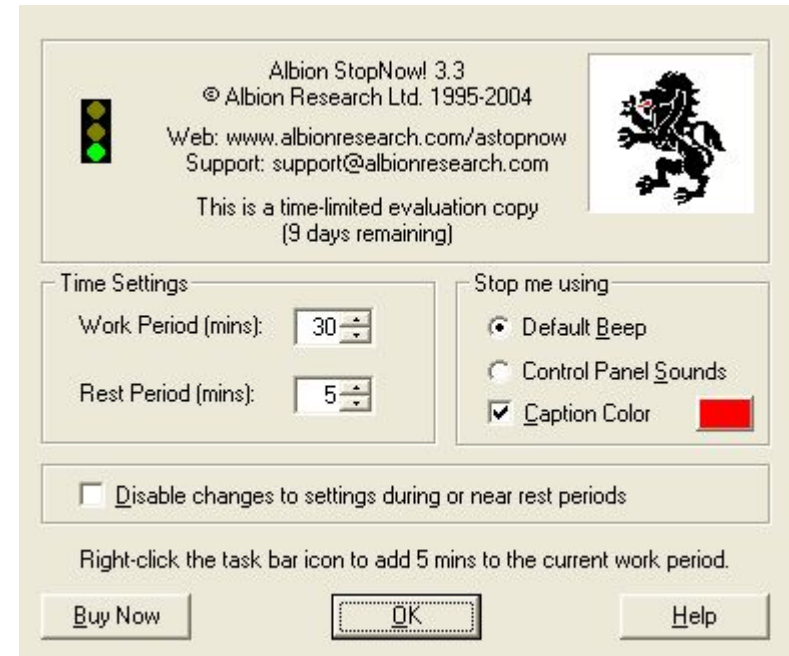 Albion StopNow! 3.3
© Albion Research Ltd. 1995-2004
Web: www.albionresearch.com/astopnow
Support: support@albionresearch.com
This is a time-limited evaluation copy
(9 days remaining)
Time Settings
Work Period (mins): 30
Rest Period (mins): 5
Stop me using
Default Beep
Control Panel Sounds
Caption Color
Disable changes to settings during or near rest periods
Right-click the task bar icon to add 5 mins to the current work period.
Buy Now
OK
Help